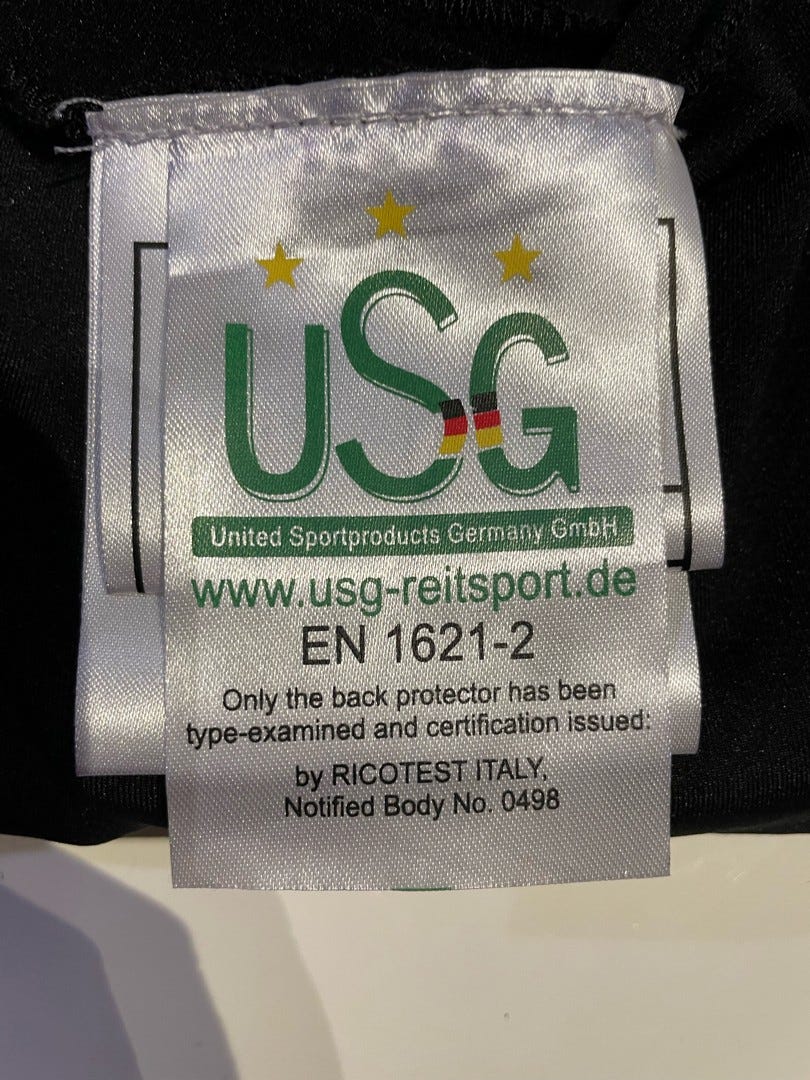 USG
United Sportproducts Germany GmbH
www.usg-reitsport.de
EN 1621-2
Only the back protector has been
type-examined and certification issued:
by RICOTEST ITALY,
Notified Body No. 0498